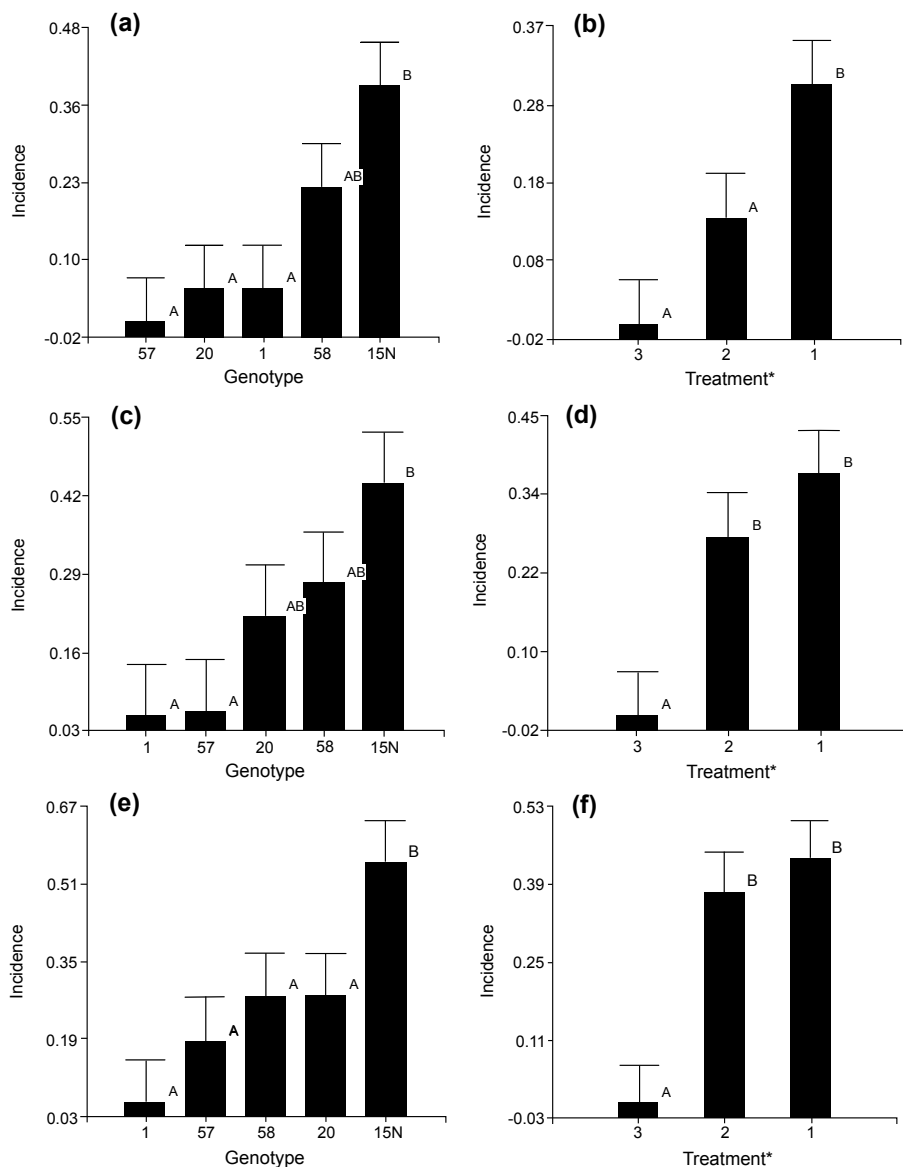 (a)
0.48
0.36
0.23
0.10
-0.02
Incidence
A
A
A
AB
B
57 20 1 58 15N
Genotype
(b)
0.37
0.28
0.18
0.08
-0.02
Incidence
A
A
B
3 2 1
Treatment*
(c)
0.55
0.42
0.29
0.16
0.03
Incidence
A
A
AB
AB
B
1 57 20 58 15N
Genotype
(d)
0.45
0.34
0.22
0.10
-0.02
Incidence
A
B
B
3 2 1
Treatment*
(e)
0.67
0.51
0.35
0.19
0.03
Incidence
A
A
A
A
B
1 57 58 20 15N
Genotype
(f)
0.53
0.39
0.25
0.11
-0.03
Incidence
A
B
B
3 2 1
Treatment*